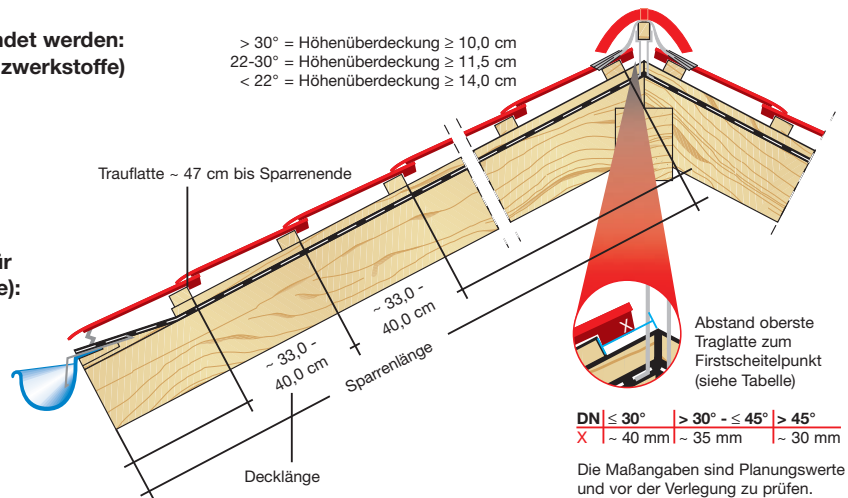 ndet werden:
zwerkstoffe)
> 30° = Höhenüberdeckung ≥ 10,0 cm
22-30° = Höhenüberdeckung ≥ 11,5 cm
< 22° = Höhenüberdeckung ≥ 14,0 cm
Trauflatte ~ 47 cm bis Sparrenende
ür
e):
~ 33,0 -
40,0 cm
~ 33,0 -
40,0 cm
Sparrenlänge
Decklänge
X
Abstand oberste
Traglatte zum
Firstscheitelpunkt
(siehe Tabelle)
DN ≤ 30° > 30° - ≤ 45° > 45°
X ~ 40 mm ~ 35 mm ~ 30 mm
Die Maßangaben sind Planungswerte
und vor der Verlegung zu prüfen.